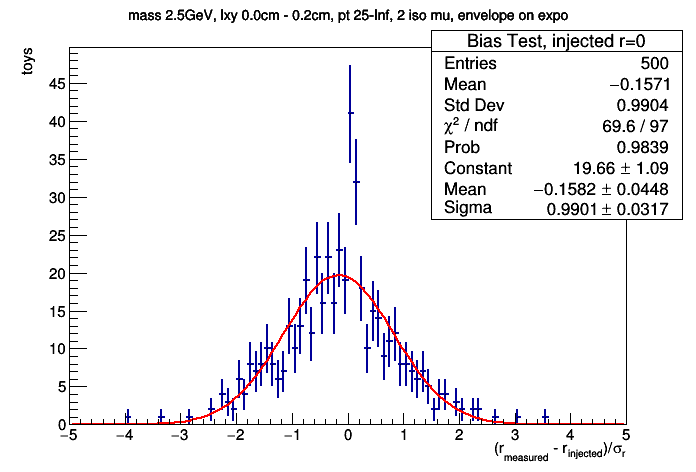 mass 2.5GeV, lxy 0.0cm - 0.2cm, pt 25-Inf, 2 iso mu, envelope on expo
Bias Test, injected r=0
Entries 500
Mean −0.1571
Std Dev 0.9904
χ² / ndf 69.6 / 97
Prob 0.9839
Constant 19.66 ± 1.09
Mean −0.1582 ± 0.0448
Sigma 0.9901 ± 0.0317
toys
45
40
35
30
25
20
15
10
5
0
−5 −4 −3 −2 −1 0 1 2 3 4 5
(r_measured - r_injected)/σ_r